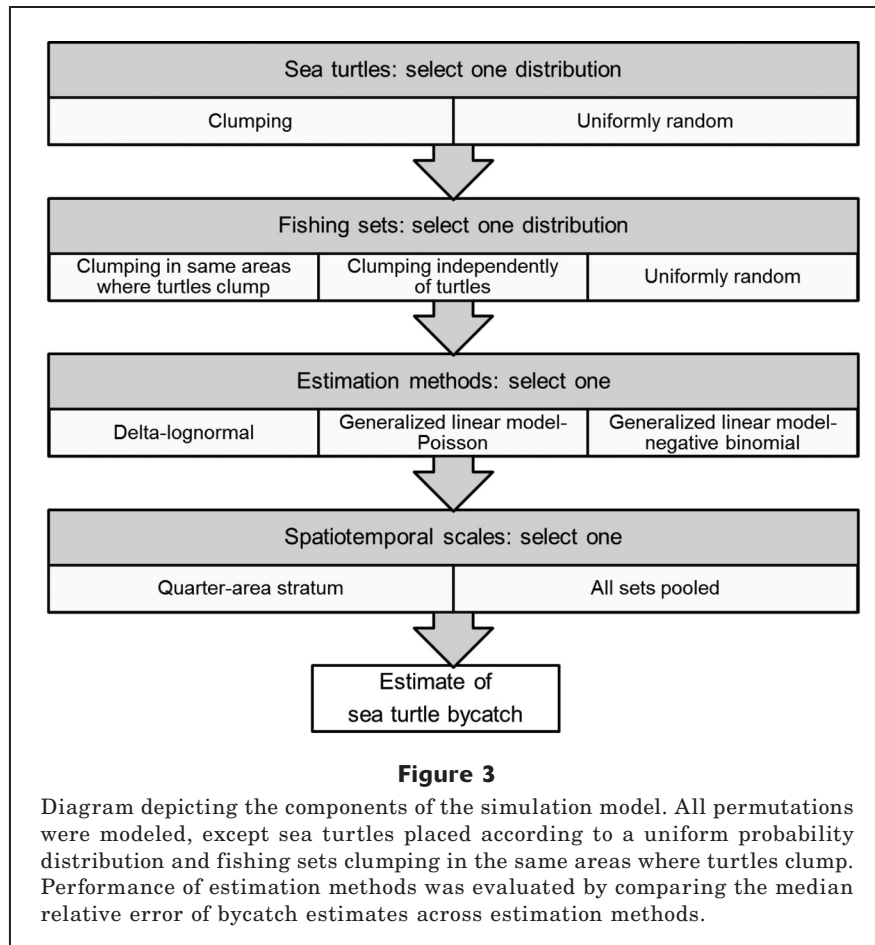 Sea turtles: select one distribution
Clumping
Uniformly random
Fishing sets: select one distribution
Clumping in same areas
where turtles clump
Clumping independently
of turtles
Uniformly random
Estimation methods: select one
Delta-lognormal
Generalized linear model-
Poisson
Generalized linear model-
negative binomial
Spatiotemporal scales: select one
Quarter-area stratum
All sets pooled
Estimate of
sea turtle bycatch
Figure 3
Diagram depicting the components of the simulation model. All permutations
were modeled, except sea turtles placed according to a uniform probability
distribution and fishing sets clumping in the same areas where turtles clump.
Performance of estimation methods was evaluated by comparing the median
relative error of bycatch estimates across estimation methods.